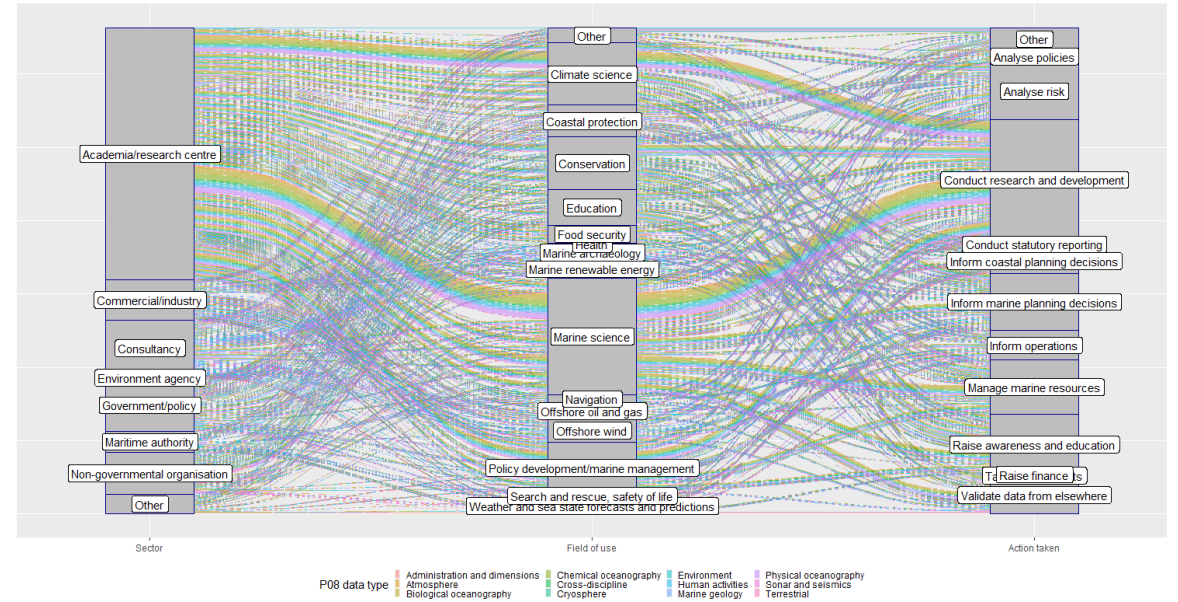 Other
Other
Analyse policies
Climate science
Analyse risk
Coastal protection
Academia/research centre
Conservation
Conduct research and development
Education
Food security
Health
Conduct statutory reporting
Marine archaeology
Inform coastal planning decisions
Marine renewable energy
Commercial/industry
Inform marine planning decisions
Marine science
Consultancy
Inform operations
Environment agency
Manage marine resources
Navigation
Government/policy
Offshore oil and gas
Offshore wind
Maritime authority
Raise awareness and education
Policy development/marine management
Non-governmental organisation
Raise finance
Search and rescue, safety of life
Validate data from elsewhere
Other
Weather and sea state forecasts and predictions
Sector
Field of use
Action taken
P08 data type
Administration and dimensions
Atmosphere
Biological oceanography
Chemical oceanography
Cross-discipline
Cryosphere
Environment
Human activities
Marine geology
Physical oceanography
Sonar and seismics
Terrestrial